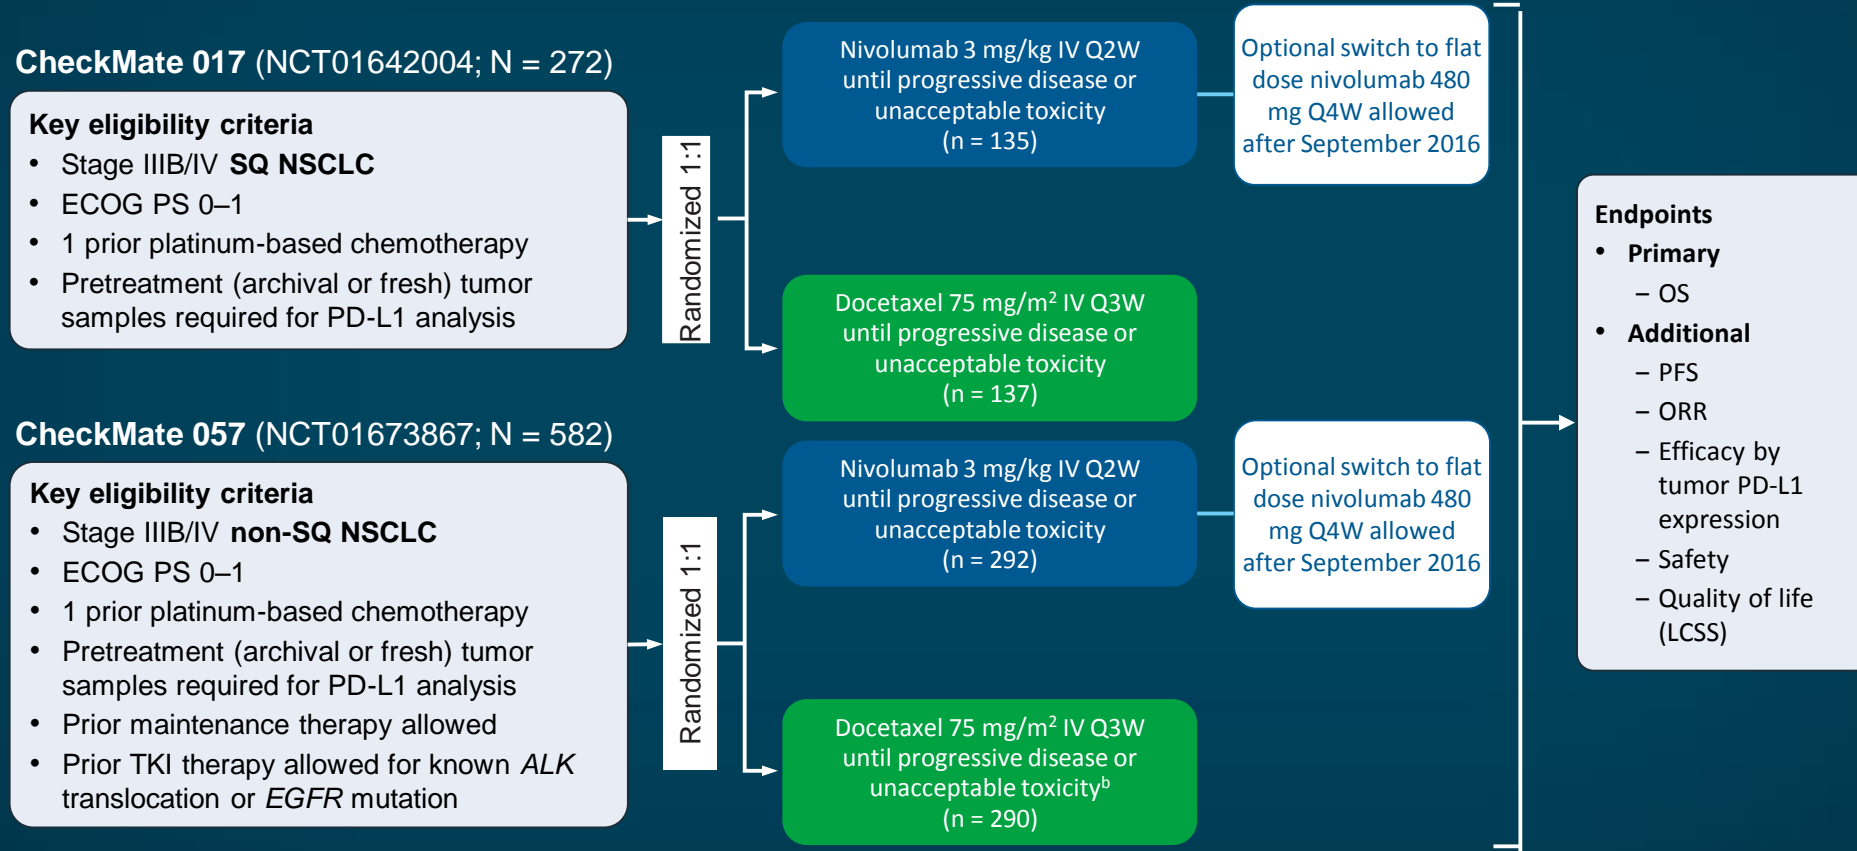 CheckMate 017 (NCT01642004; N = 272)
Key eligibility criteria
• Stage IIIB/IV SQ NSCLC
• ECOG PS 0–1
• 1 prior platinum-based chemotherapy
• Pretreatment (archival or fresh) tumor
samples required for PD-L1 analysis
Randomized 1:1
Nivolumab 3 mg/kg IV Q2W
until progressive disease or
unacceptable toxicity
(n = 135)
Optional switch to flat
dose nivolumab 480
mg Q4W allowed
after September 2016
Docetaxel 75 mg/m² IV Q3W
until progressive disease or
unacceptable toxicity
(n = 137)
CheckMate 057 (NCT01673867; N = 582)
Key eligibility criteria
• Stage IIIB/IV non-SQ NSCLC
• ECOG PS 0–1
• 1 prior platinum-based chemotherapy
• Pretreatment (archival or fresh) tumor
samples required for PD-L1 analysis
• Prior maintenance therapy allowed
• Prior TKI therapy allowed for known ALK
translocation or EGFR mutation
Randomized 1:1
Nivolumab 3 mg/kg IV Q2W
until progressive disease or
unacceptable toxicity
(n = 292)
Optional switch to flat
dose nivolumab 480
mg Q4W allowed
after September 2016
Docetaxel 75 mg/m² IV Q3W
until progressive disease or
unacceptable toxicityᵇ
(n = 290)
Endpoints
• Primary
– OS
• Additional
– PFS
– ORR
– Efficacy by
tumor PD-L1
expression
– Safety
– Quality of life
(LCSS)